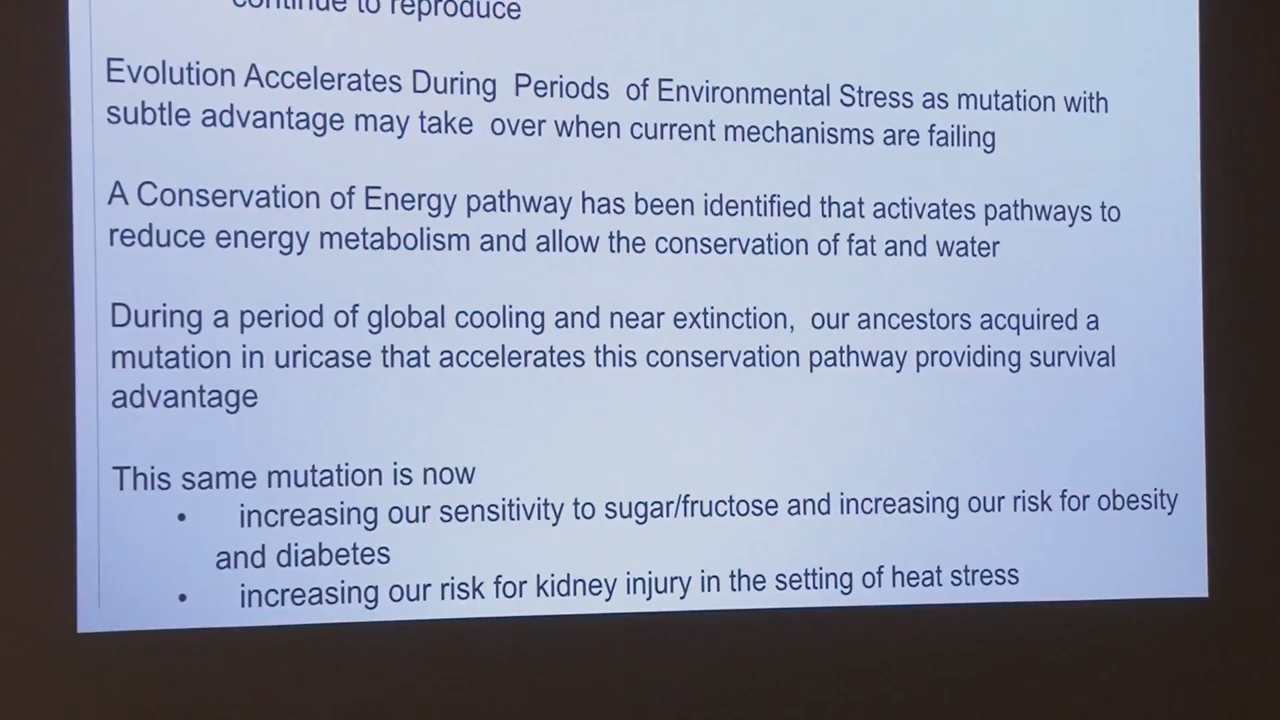 continue to reproduce
Evolution Accelerates During Periods of Environmental Stress as mutation with
subtle advantage may take over when current mechanisms are failing
A Conservation of Energy pathway has been identified that activates pathways to
reduce energy metabolism and allow the conservation of fat and water
During a period of global cooling and near extinction, our ancestors acquired a
mutation in uricase that accelerates this conservation pathway providing survival
advantage
This same mutation is now
• increasing our sensitivity to sugar/fructose and increasing our risk for obesity
and diabetes
• increasing our risk for kidney injury in the setting of heat stress